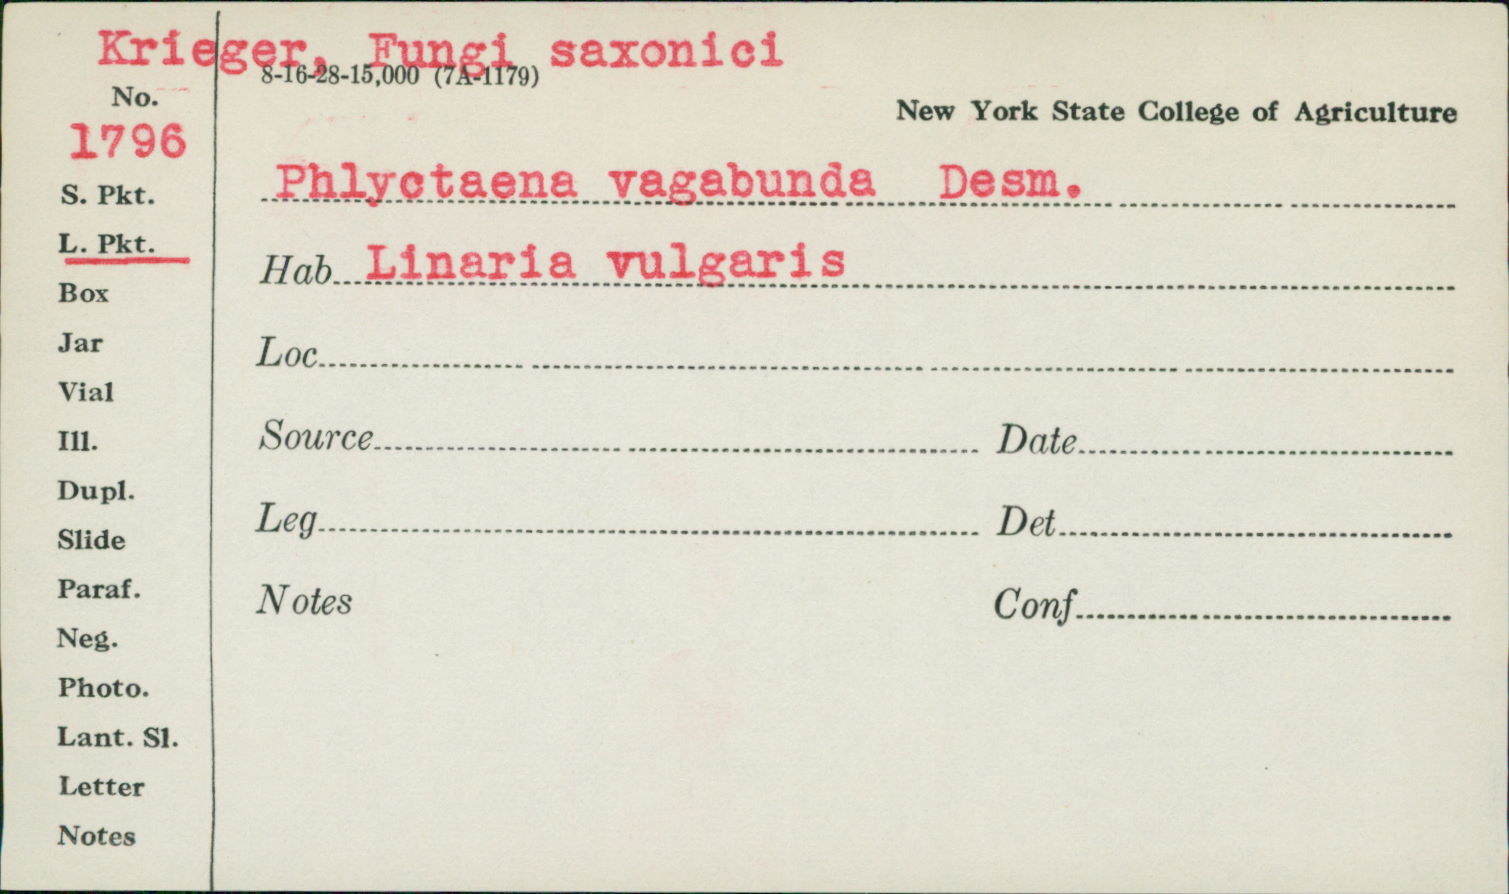 Krieger, Fungi saxonici
8-16-28-15,000 (7A-1179)
No.
New York State College of Agriculture
1796
Phlyctaena vagabunda Desm.
S. Pkt.
L. Pkt.
Hab. Linaria vulgaris
Box
Jar
Loc.
Vial
Ill.
Source
Date
Dupl.
Slide
Leg.
Det.
Paraf.
Notes
Conf.
Neg.
Photo.
Lant. Sl.
Letter
Notes